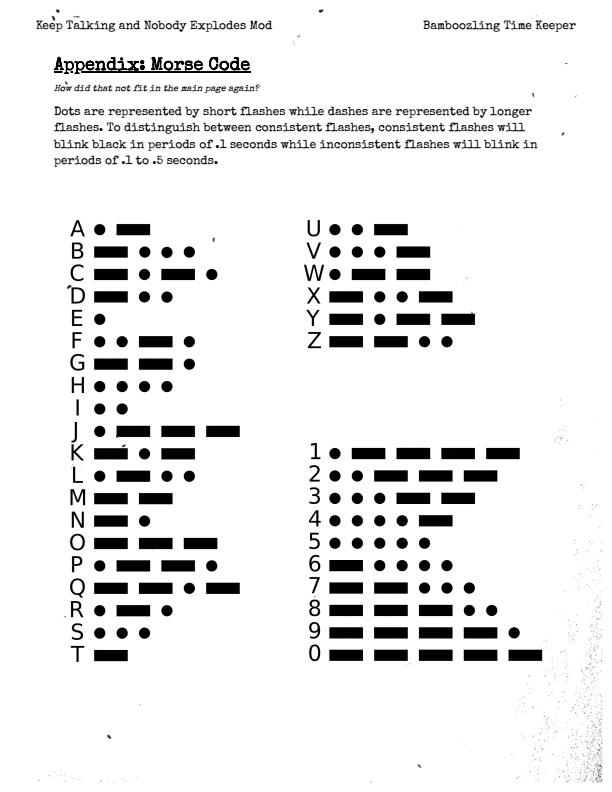 Keep Talking and Nobody Explodes Mod
Bamboozling Time Keeper
Appendix: Morse Code
How did that not fit in the main page again?
Dots are represented by short flashes while dashes are represented by longer
flashes. To distinguish between consistent flashes, consistent flashes will
blink black in periods of .1 seconds while inconsistent flashes will blink in
periods of .1 to .5 seconds.
A
B
C
D
E
F
G
H
I
J
K
L
M
N
O
P
Q
R
S
T
U
V
W
X
Y
Z
1
2
3
4
5
6
7
8
9
0